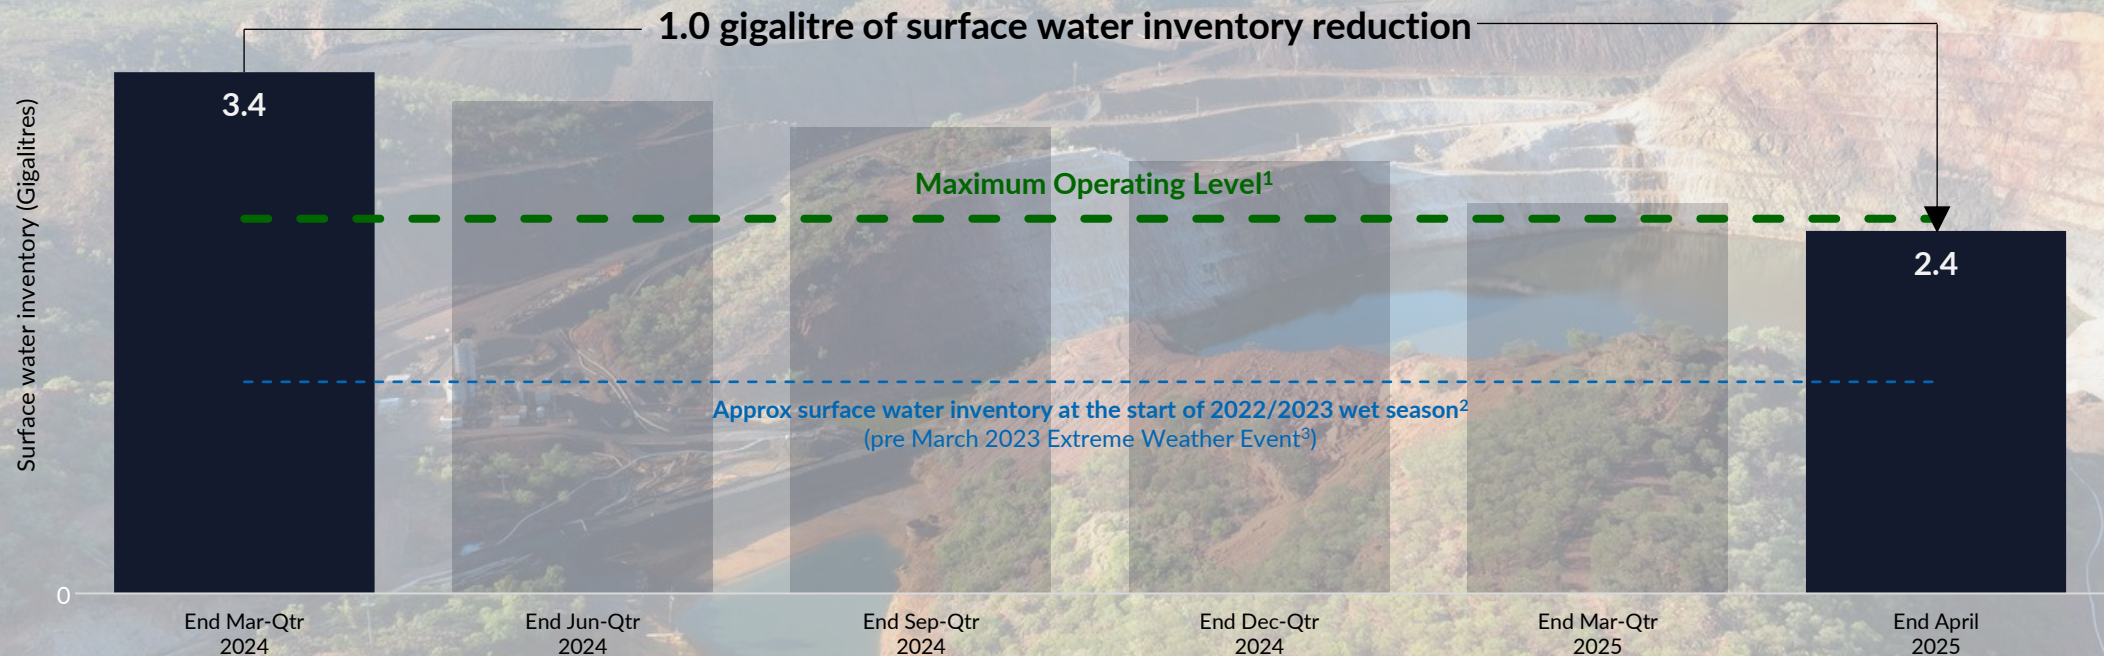 1.0 gigalitre of surface water inventory reduction
Surface water inventory (Gigalitres)
3.4
Maximum Operating Level¹
2.4
Approx surface water inventory at the start of 2022/2023 wet season²
(pre March 2023 Extreme Weather Event³)
0
End Mar-Qtr
2024
End Jun-Qtr
2024
End Sep-Qtr
2024
End Dec-Qtr
2024
End Mar-Qtr
2025
End April
2025